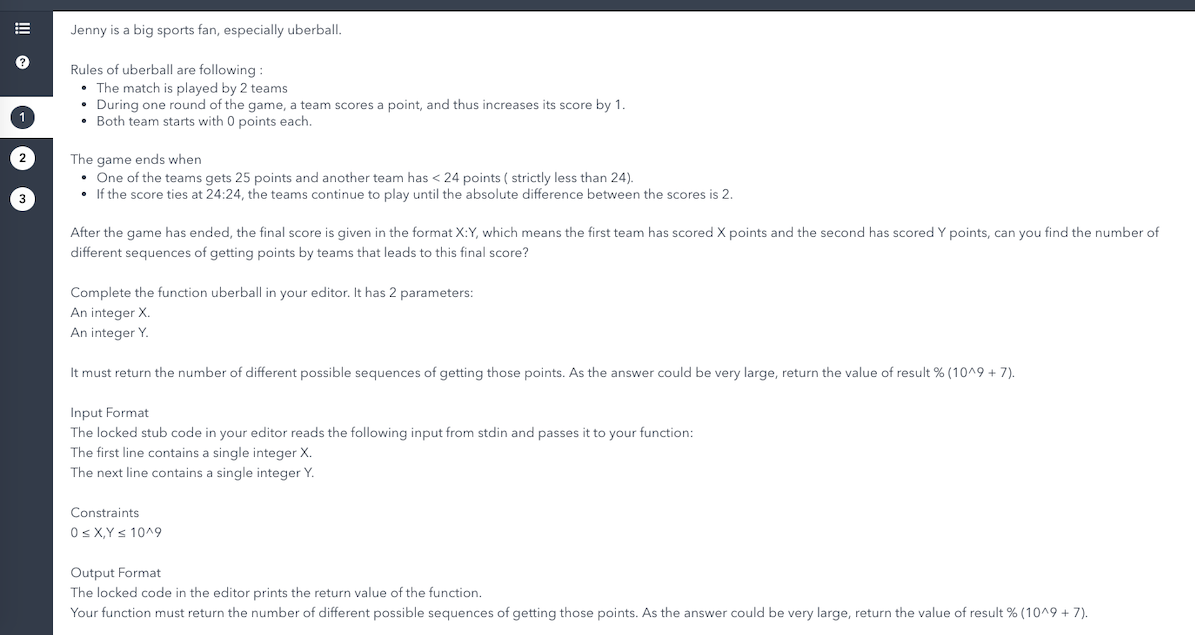 Jenny is a big sports fan, especially uberball.
Rules of uberball are following :
• The match is played by 2 teams
• During one round of the game, a team scores a point, and thus increases its score by 1.
• Both team starts with 0 points each.
The game ends when
• One of the teams gets 25 points and another team has < 24 points ( strictly less than 24).
• If the score ties at 24:24, the teams continue to play until the absolute difference between the scores is 2.
After the game has ended, the final score is given in the format X:Y, which means the first team has scored X points and the second has scored Y points, can you find the number of
different sequences of getting points by teams that leads to this final score?
Complete the function uberball in your editor. It has 2 parameters:
An integer X.
An integer Y.
It must return the number of different possible sequences of getting those points. As the answer could be very large, return the value of result % (10^9 + 7).
Input Format
The locked stub code in your editor reads the following input from stdin and passes it to your function:
The first line contains a single integer X.
The next line contains a single integer Y.
Constraints
0 ≤ X,Y ≤ 10^9
Output Format
The locked code in the editor prints the return value of the function.
Your function must return the number of different possible sequences of getting those points. As the answer could be very large, return the value of result % (10^9 + 7).
?
1
2
3